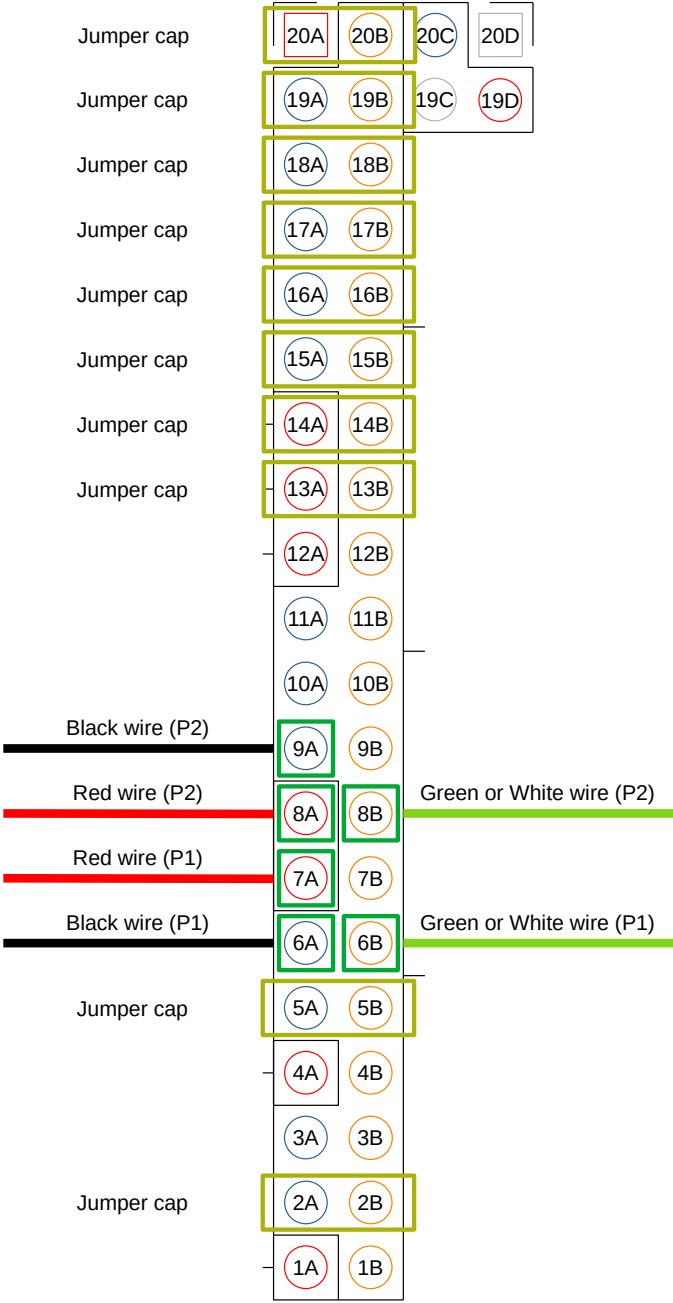 Jumper cap 20A 20B 20C 20D
Jumper cap 19A 19B 19C 19D
Jumper cap 18A 18B
Jumper cap 17A 17B
Jumper cap 16A 16B
Jumper cap 15A 15B
Jumper cap 14A 14B
Jumper cap 13A 13B
12A 12B
11A 11B
10A 10B
Black wire (P2) 9A 9B
Red wire (P2) 8A 8B Green or White wire (P2)
Red wire (P1) 7A 7B
Black wire (P1) 6A 6B Green or White wire (P1)
Jumper cap 5A 5B
4A 4B
3A 3B
Jumper cap 2A 2B
1A 1B